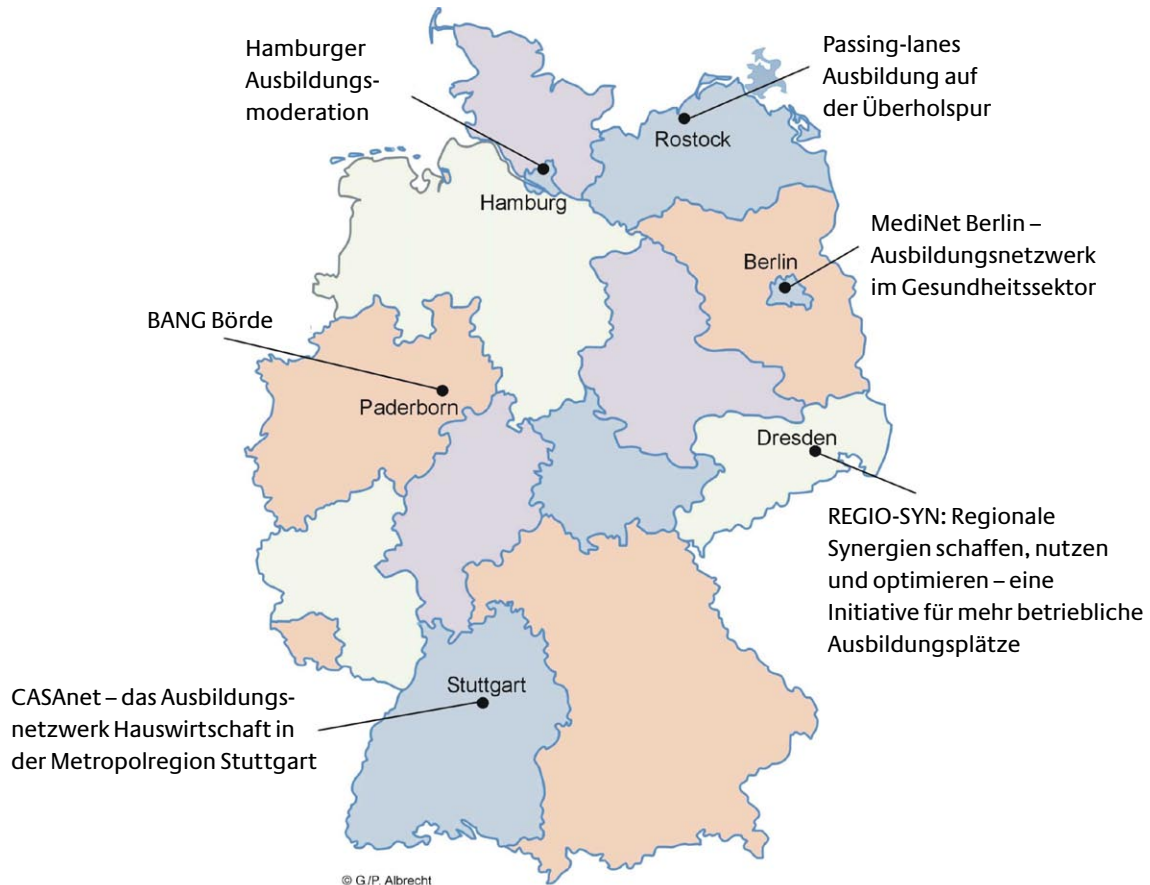 Hamburger
Ausbildungs-
moderation
Passing-lanes
Ausbildung auf
der Überholspur
Rostock
Hamburg
MediNet Berlin –
Ausbildungsnetzwerk
im Gesundheitssektor
Berlin
BANG Börde
Paderborn
Dresden
REGIO-SYN: Regionale
Synergien schaffen, nutzen
und optimieren – eine
Initiative für mehr betriebliche
Ausbildungsplätze
Stuttgart
CASAnet – das Ausbildungs-
netzwerk Hauswirtschaft in
der Metropolregion Stuttgart
© G./P. Albrecht